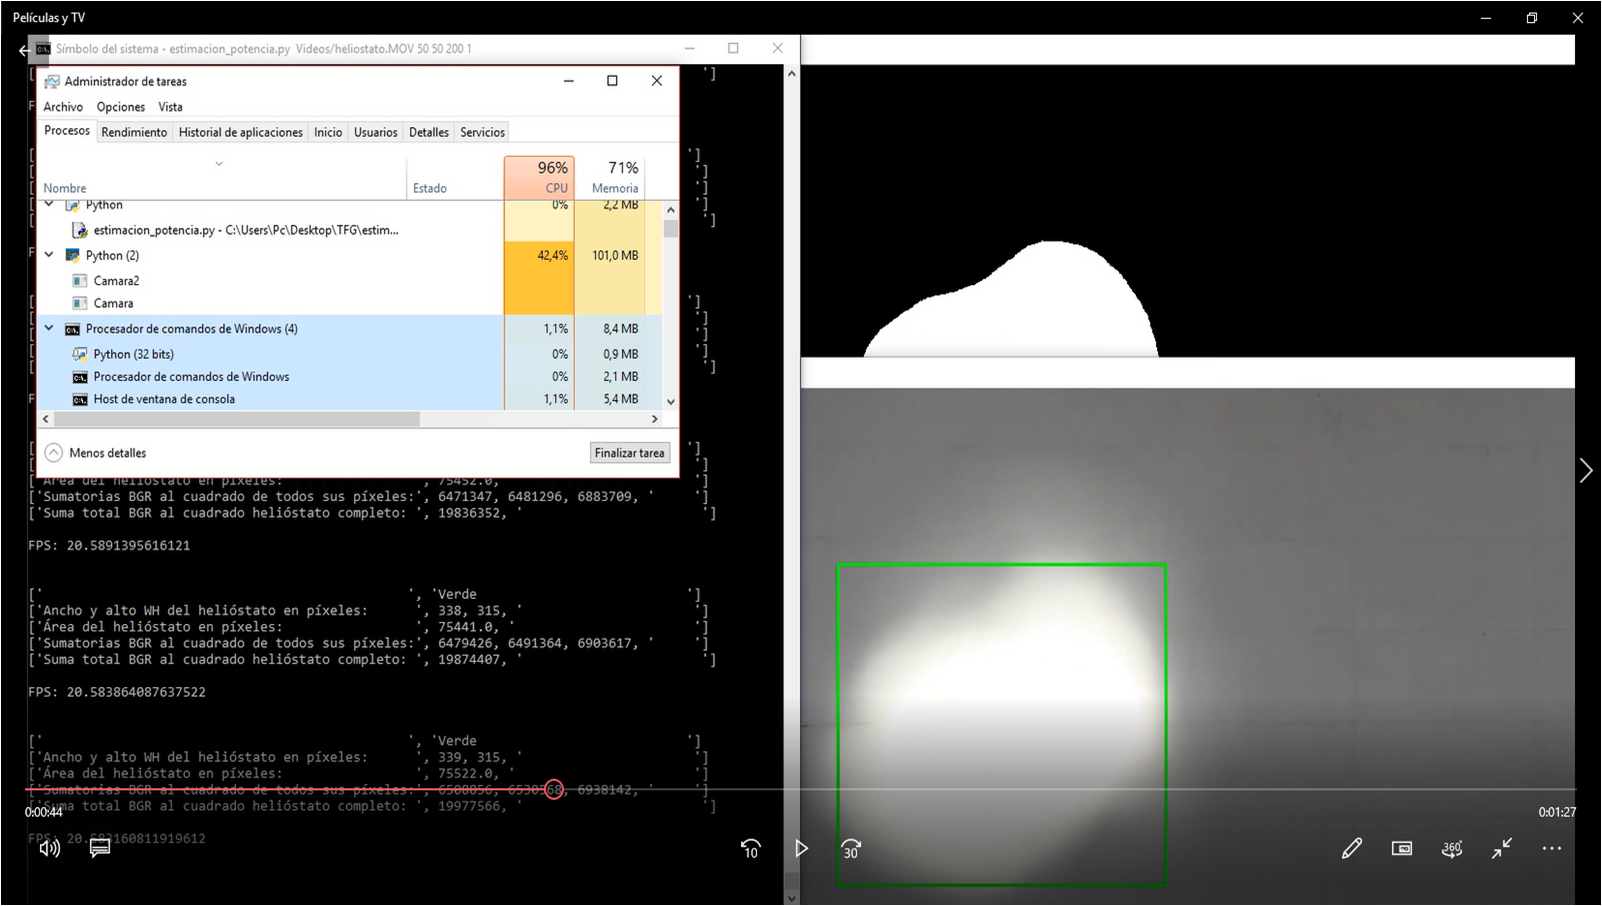 Películas y TV
Símbolo del sistema - estimacion_potencia.py Videos/heliostato.MOV 50 50 200 1
Administrador de tareas
Archivo Opciones Vista
Procesos Rendimiento Historial de aplicaciones Inicio Usuarios Detalles Servicios
96% 71%
Nombre Estado CPU Memoria
Python 0% 2,2 MB
estimacion_potencia.py - C:\Users\Pc\Desktop\TFG\estim...
Python (2) 42,4% 101,0 MB
Camara2
Camara
Procesador de comandos de Windows (4) 1,1% 8,4 MB
Python (32 bits) 0% 0,9 MB
Procesador de comandos de Windows 0% 2,1 MB
Host de ventana de consola 1,1% 5,4 MB
Menos detalles Finalizar tarea
['Área del helióstato en píxeles: ', 75452.0, ' ']
['Sumatorias BGR al cuadrado de todos sus píxeles:', 6471347, 6481296, 6883709, ' ']
['Suma total BGR al cuadrado helióstato completo: ', 19836352, ' ']
FPS: 20.5891395616121
[' ', 'Verde ']
['Ancho y alto WH del helióstato en píxeles: ', 338, 315, ' ']
['Área del helióstato en píxeles: ', 75441.0, ' ']
['Sumatorias BGR al cuadrado de todos sus píxeles:', 6479426, 6491364, 6903617, ' ']
['Suma total BGR al cuadrado helióstato completo: ', 19874407, ' ']
FPS: 20.583864087637522
[' ', 'Verde ']
['Ancho y alto WH del helióstato en píxeles: ', 339, 315, ' ']
['Área del helióstato en píxeles: ', 75522.0, ' ']
['Sumatorias BGR al cuadrado de todos sus píxeles:', 6938142, ' ']
['Suma total BGR al cuadrado helióstato completo: ', 19977566, ' ']
0:00:44 0:01:27
FPS: 20.583160811919612
10 30 360°